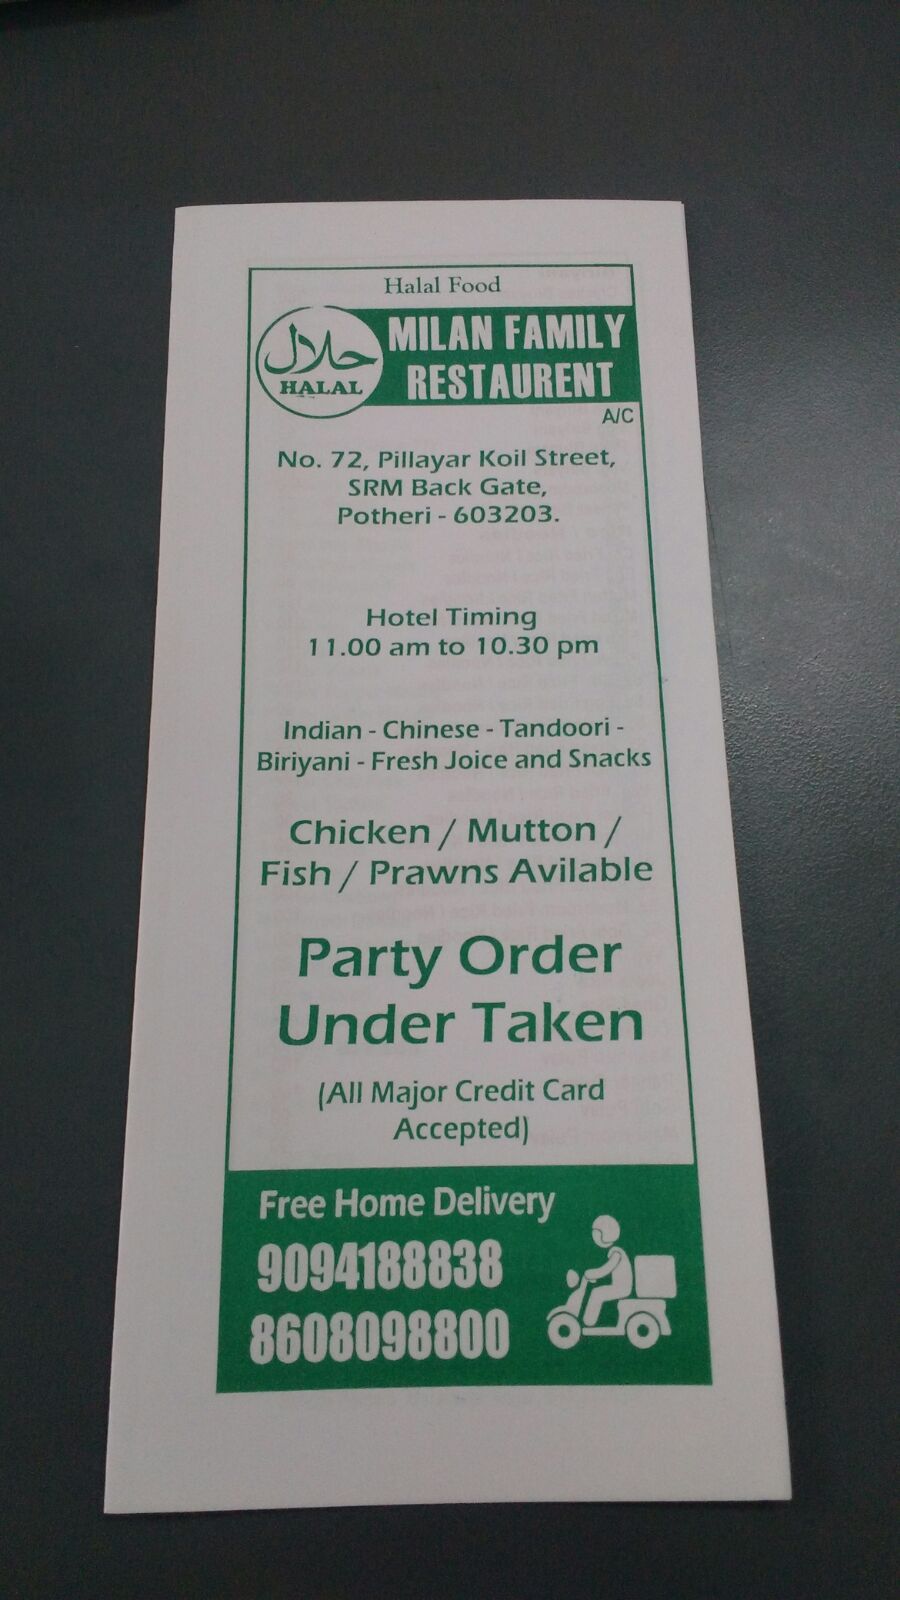 Halal Food
حلال
HALAL
MILAN FAMILY
RESTAURENT
A/C
No. 72, Pillayar Koil Street,
SRM Back Gate,
Potheri - 603203.
Hotel Timing
11.00 am to 10.30 pm
Indian - Chinese - Tandoori -
Biriyani - Fresh Joice and Snacks
Chicken / Mutton /
Fish / Prawns Avilable
Party Order
Under Taken
(All Major Credit Card
Accepted)
Free Home Delivery
9094188838
8608098800